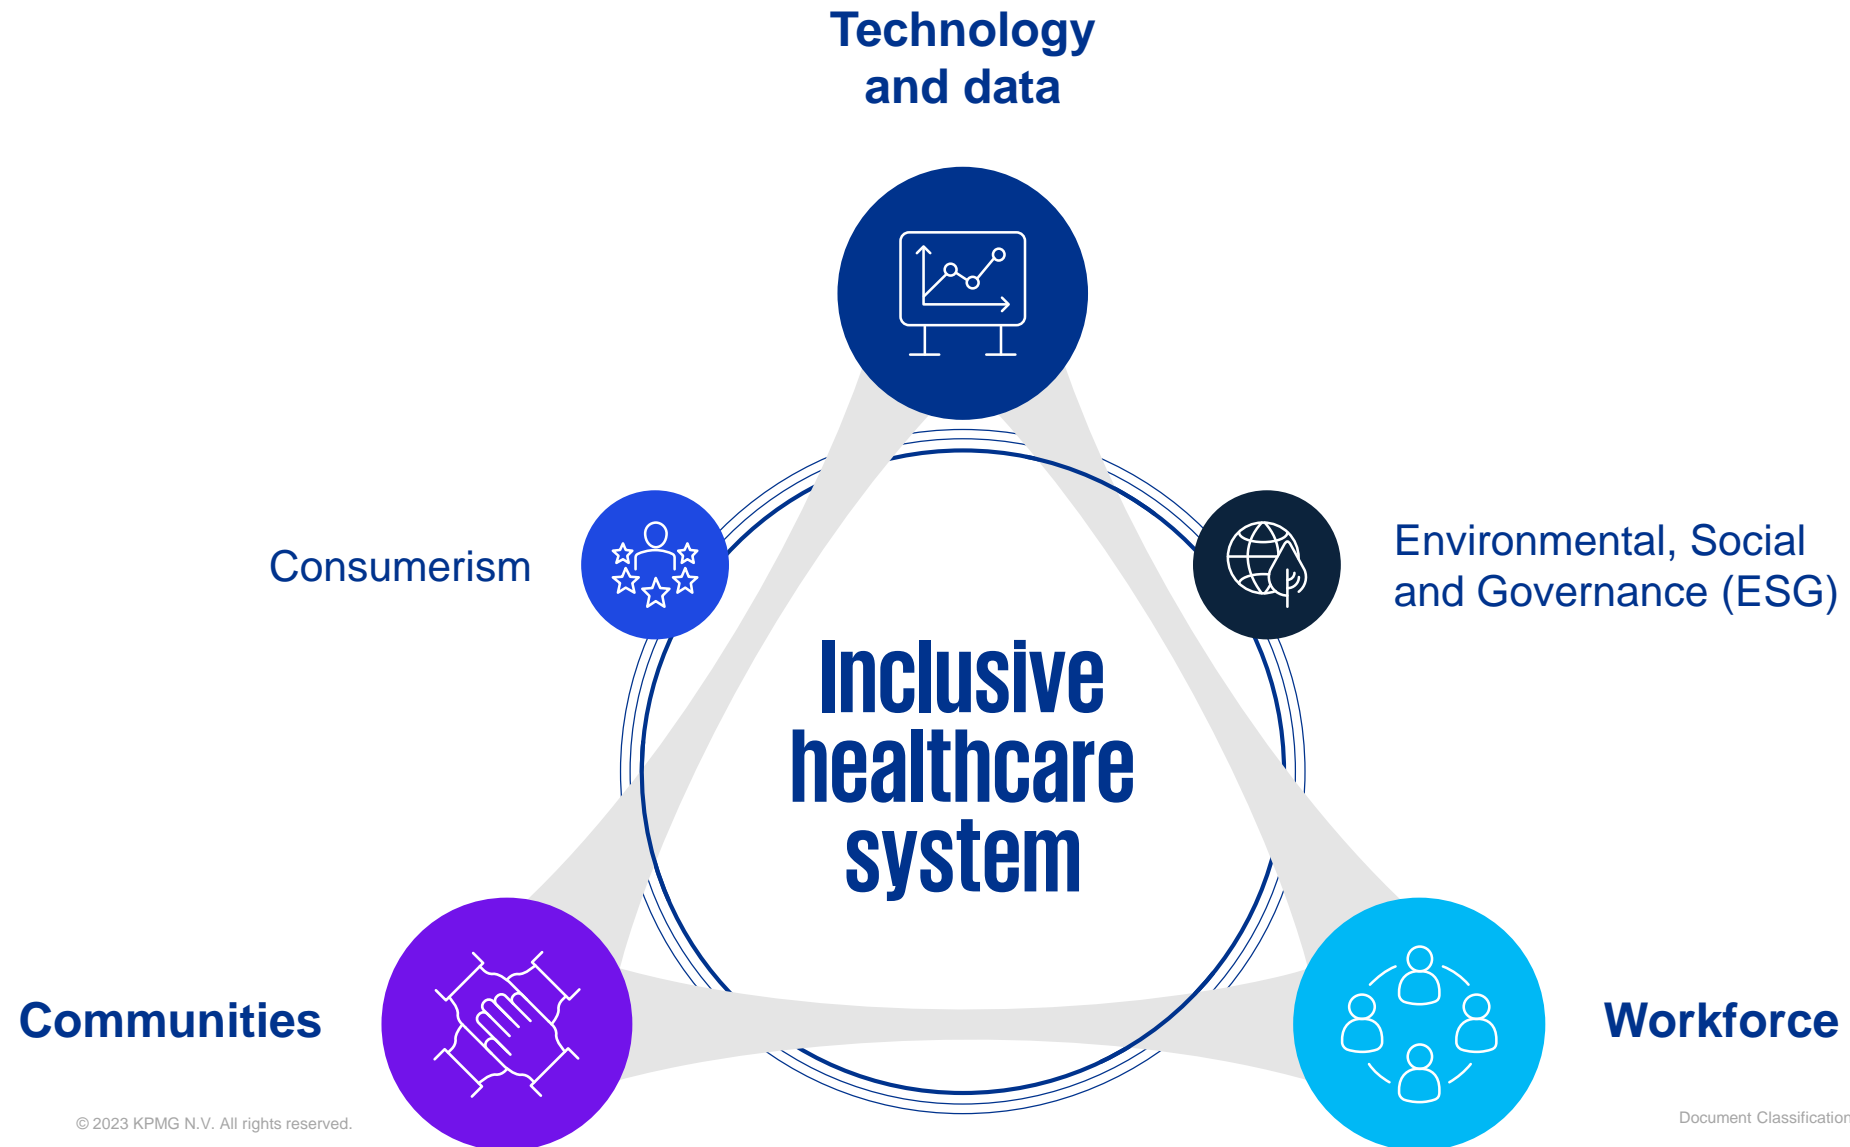 Technology
and data
Consumerism
Environmental, Social
and Governance (ESG)
Inclusive
healthcare
system
Communities
Workforce
© 2023 KPMG N.V. All rights reserved.
Document Classification